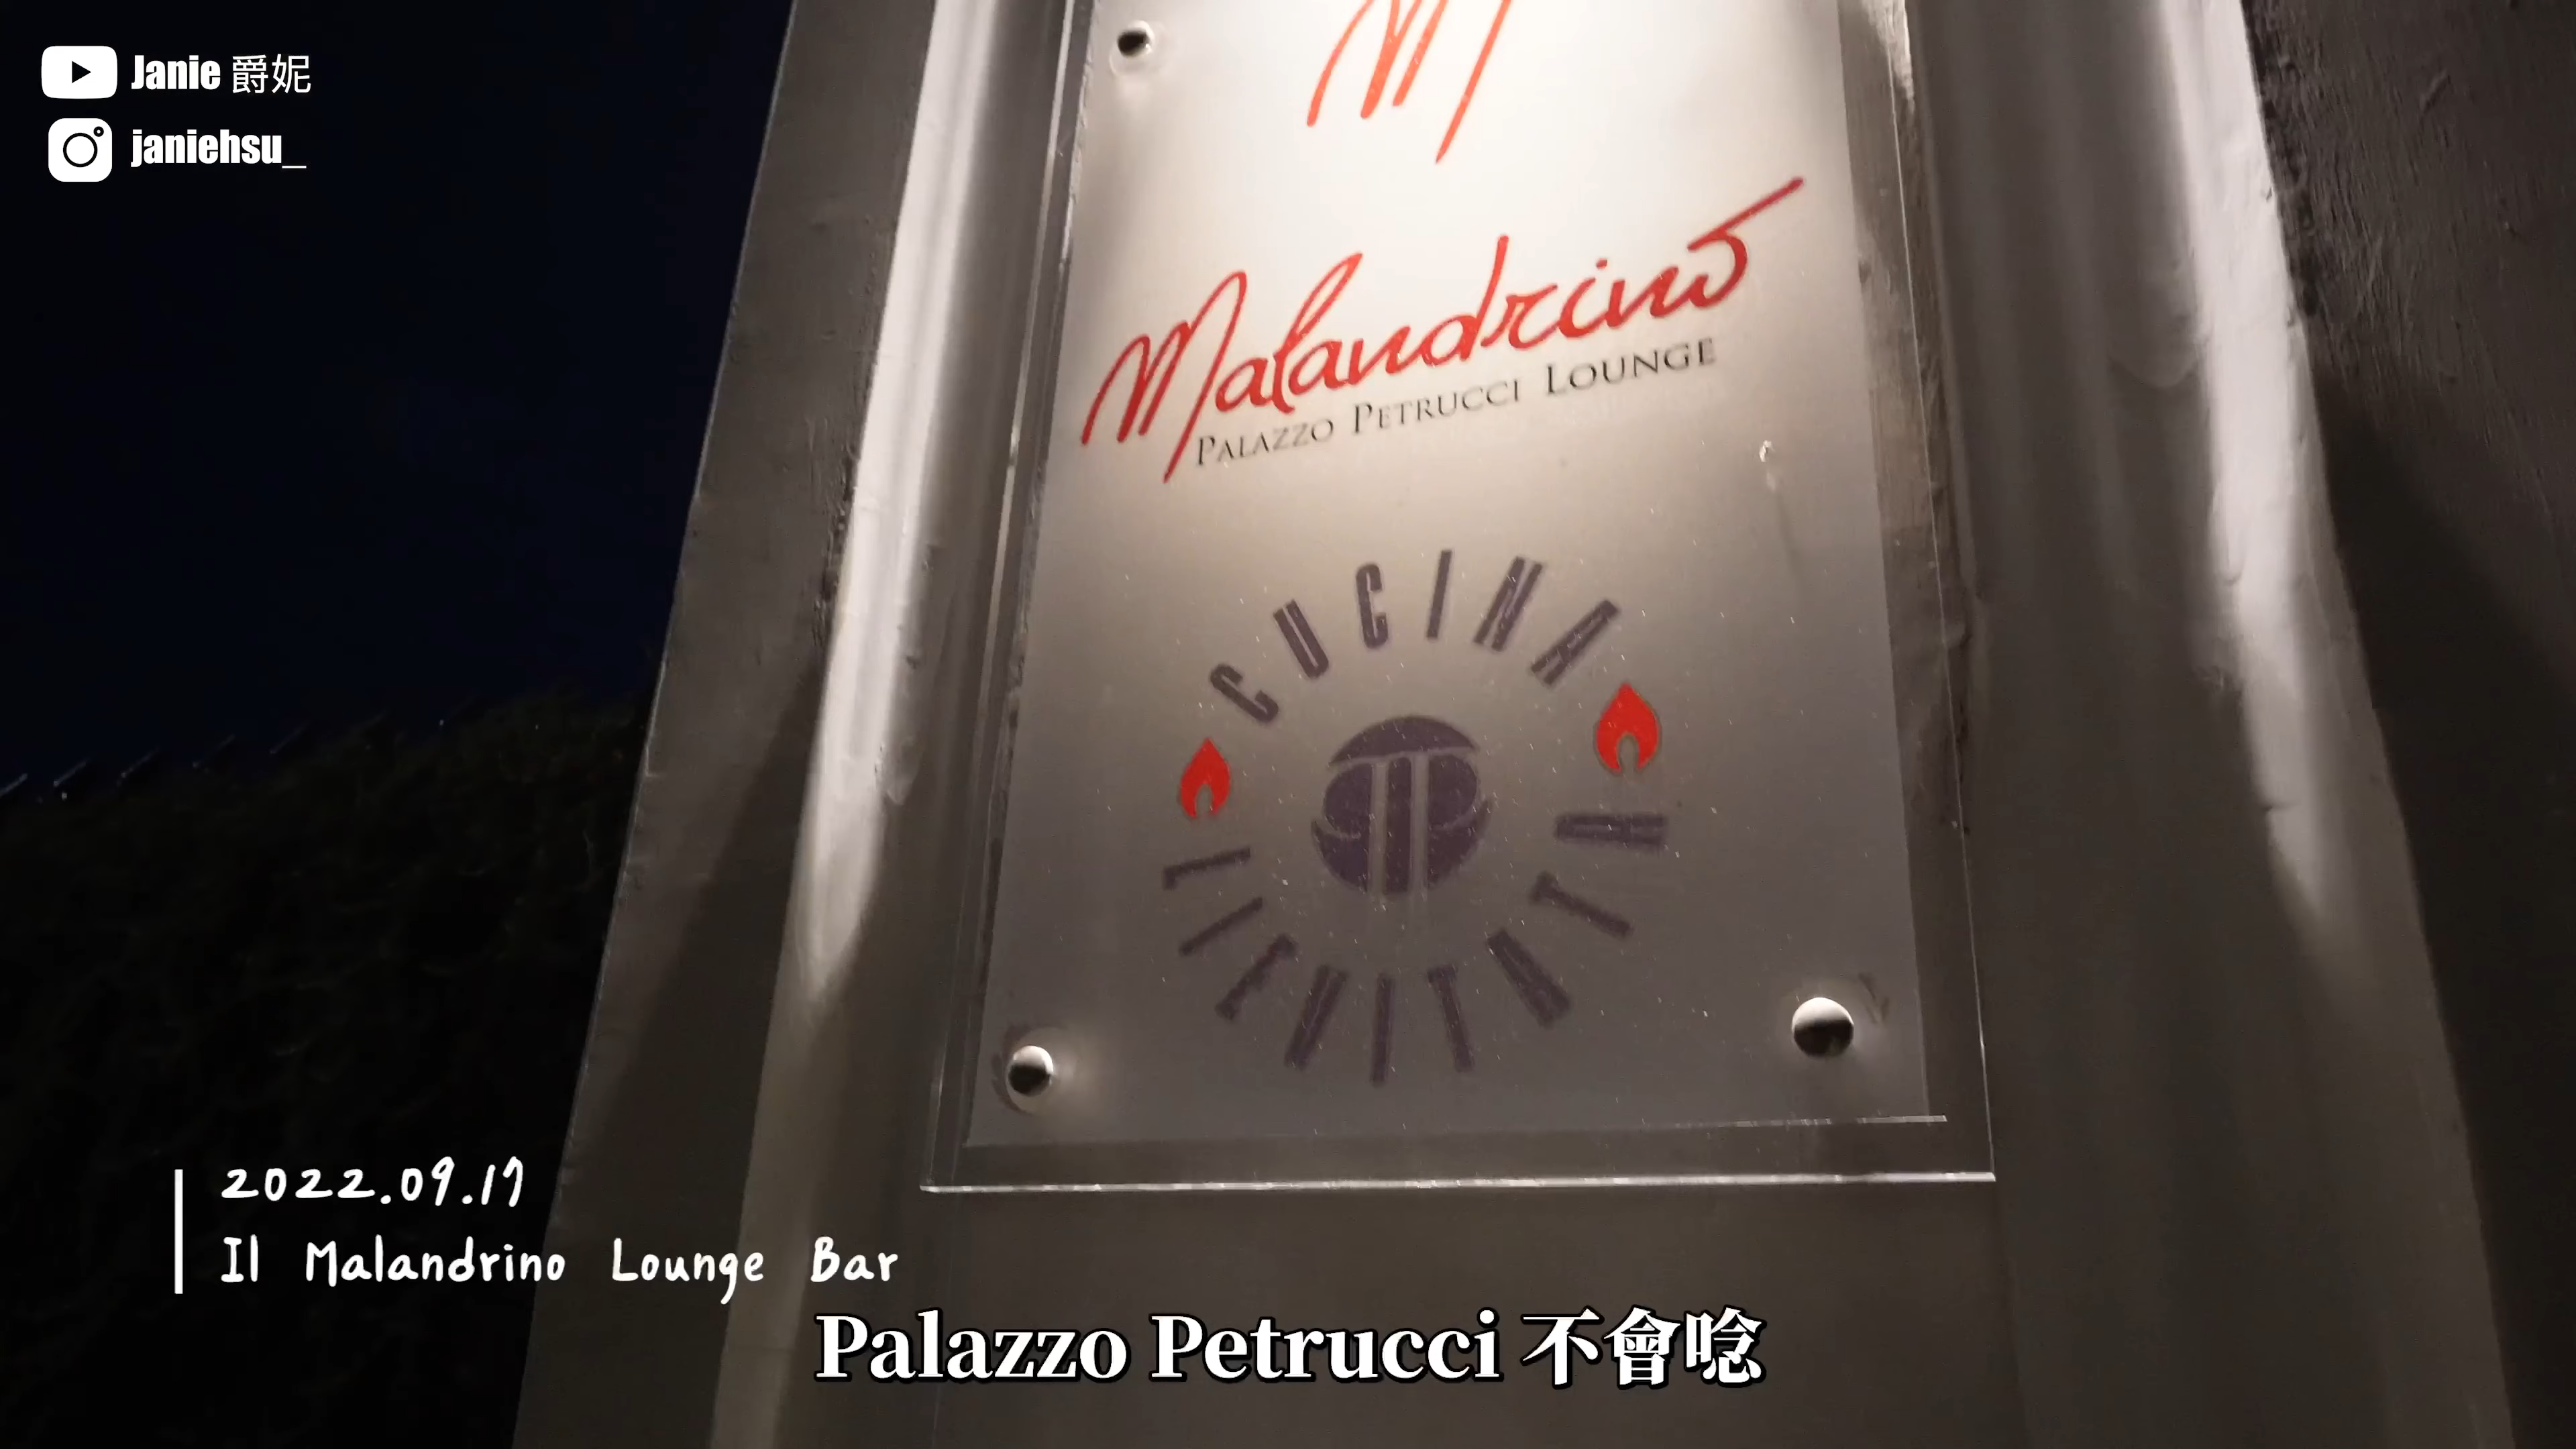 Janie 爵妮
janiehsu_
M
Malandrino
PALAZZO PETRUCCI LOUNGE
CUCINA
2022.09.17
Il Malandrino Lounge Bar
Palazzo Petrucci 不會唸